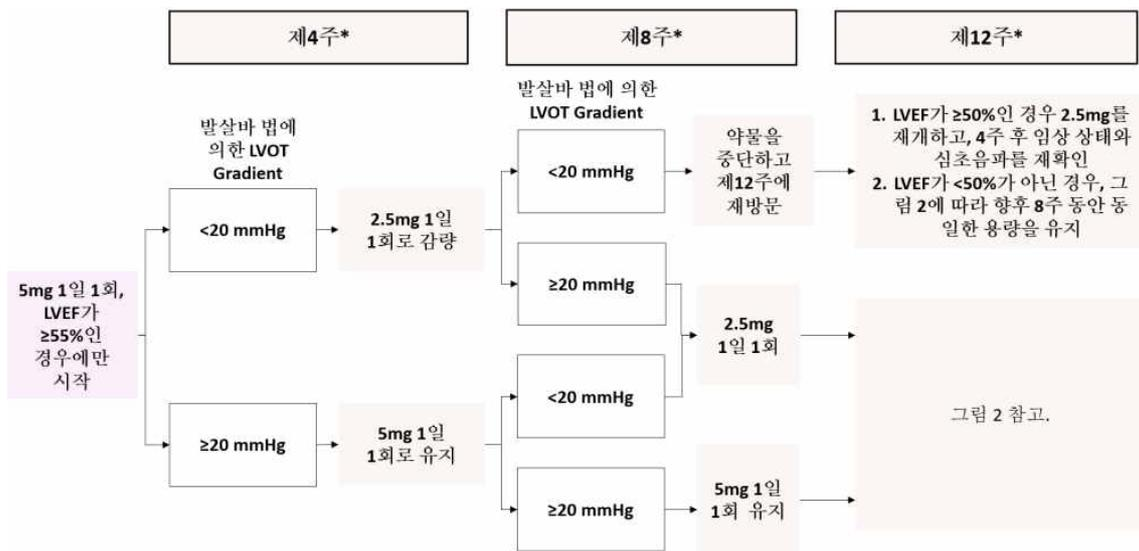 제4주*
제8주*
제12주*
발살바 법에
의한 LVOT
Gradient
발살바 법에 의한
LVOT Gradient
5mg 1일 1회,
LVEF가
≥55%인
경우에만
시작
<20 mmHg
2.5mg 1일
1회로 감량
≥20 mmHg
5mg 1일
1회로 유지
<20 mmHg
약물을
중단하고
제12주에
재방문
≥20 mmHg
2.5mg
1일 1회
<20 mmHg
≥20 mmHg
5mg 1일
1회 유지
1. LVEF가 ≥50%인 경우 2.5mg를
재개하고, 4주 후 임상 상태와
심초음파를 재확인
2. LVEF가 <50%가 아닌 경우, 그
림 2에 따라 향후 8주 동안 동
일한 용량을 유지
그림 2 참고.